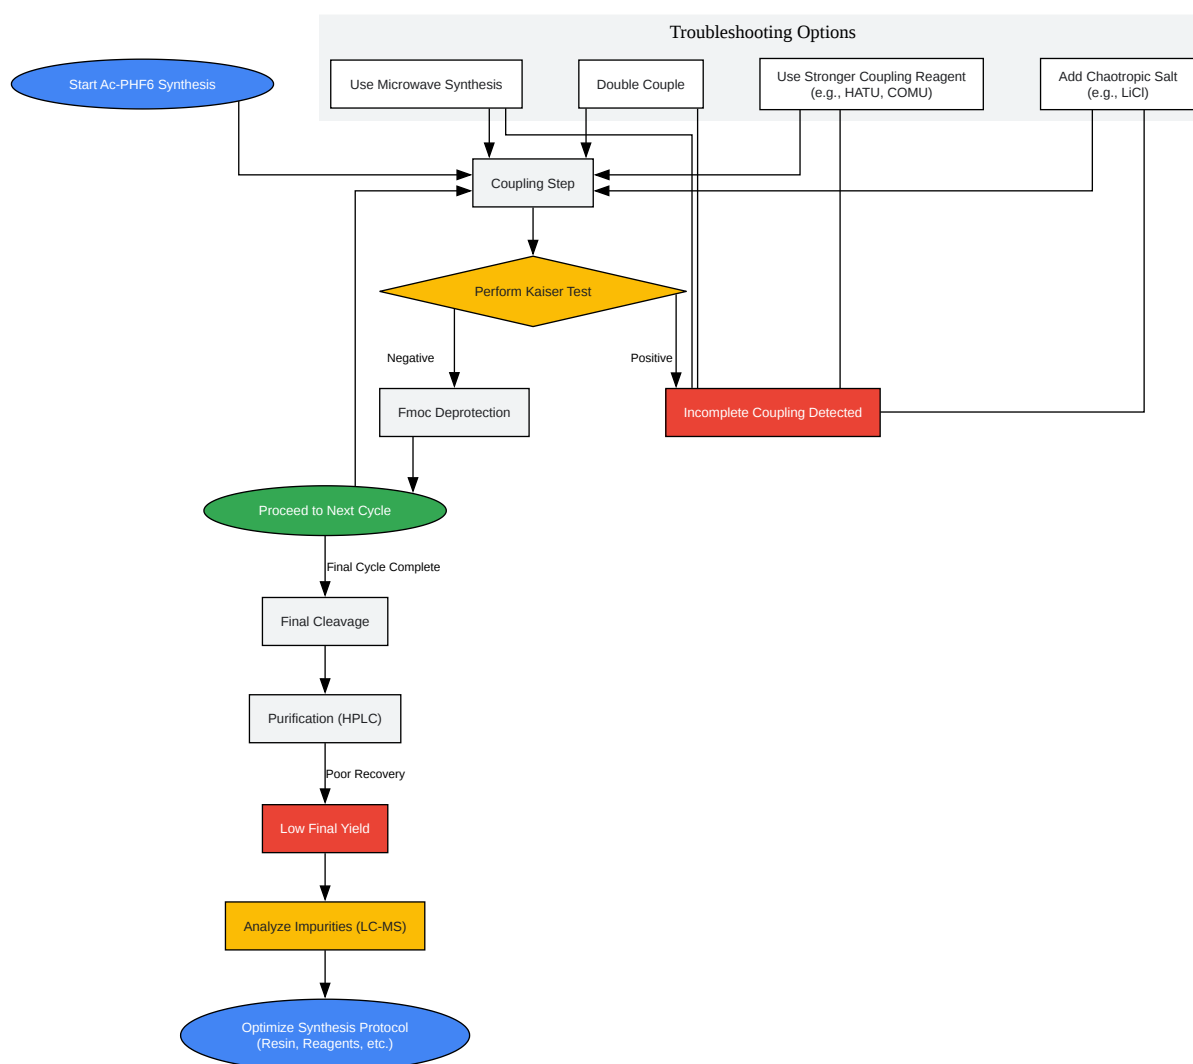 Troubleshooting Options
Start Ac-PHF6 Synthesis
Use Microwave Synthesis
Double Couple
Use Stronger Coupling Reagent
(e.g., HATU, COMU)
Add Chaotropic Salt
(e.g., LiCl)
Coupling Step
Perform Kaiser Test
Negative
Positive
Fmoc Deprotection
Incomplete Coupling Detected
Proceed to Next Cycle
Final Cycle Complete
Final Cleavage
Purification (HPLC)
Poor Recovery
Low Final Yield
Analyze Impurities (LC-MS)
Optimize Synthesis Protocol
(Resin, Reagents, etc.)